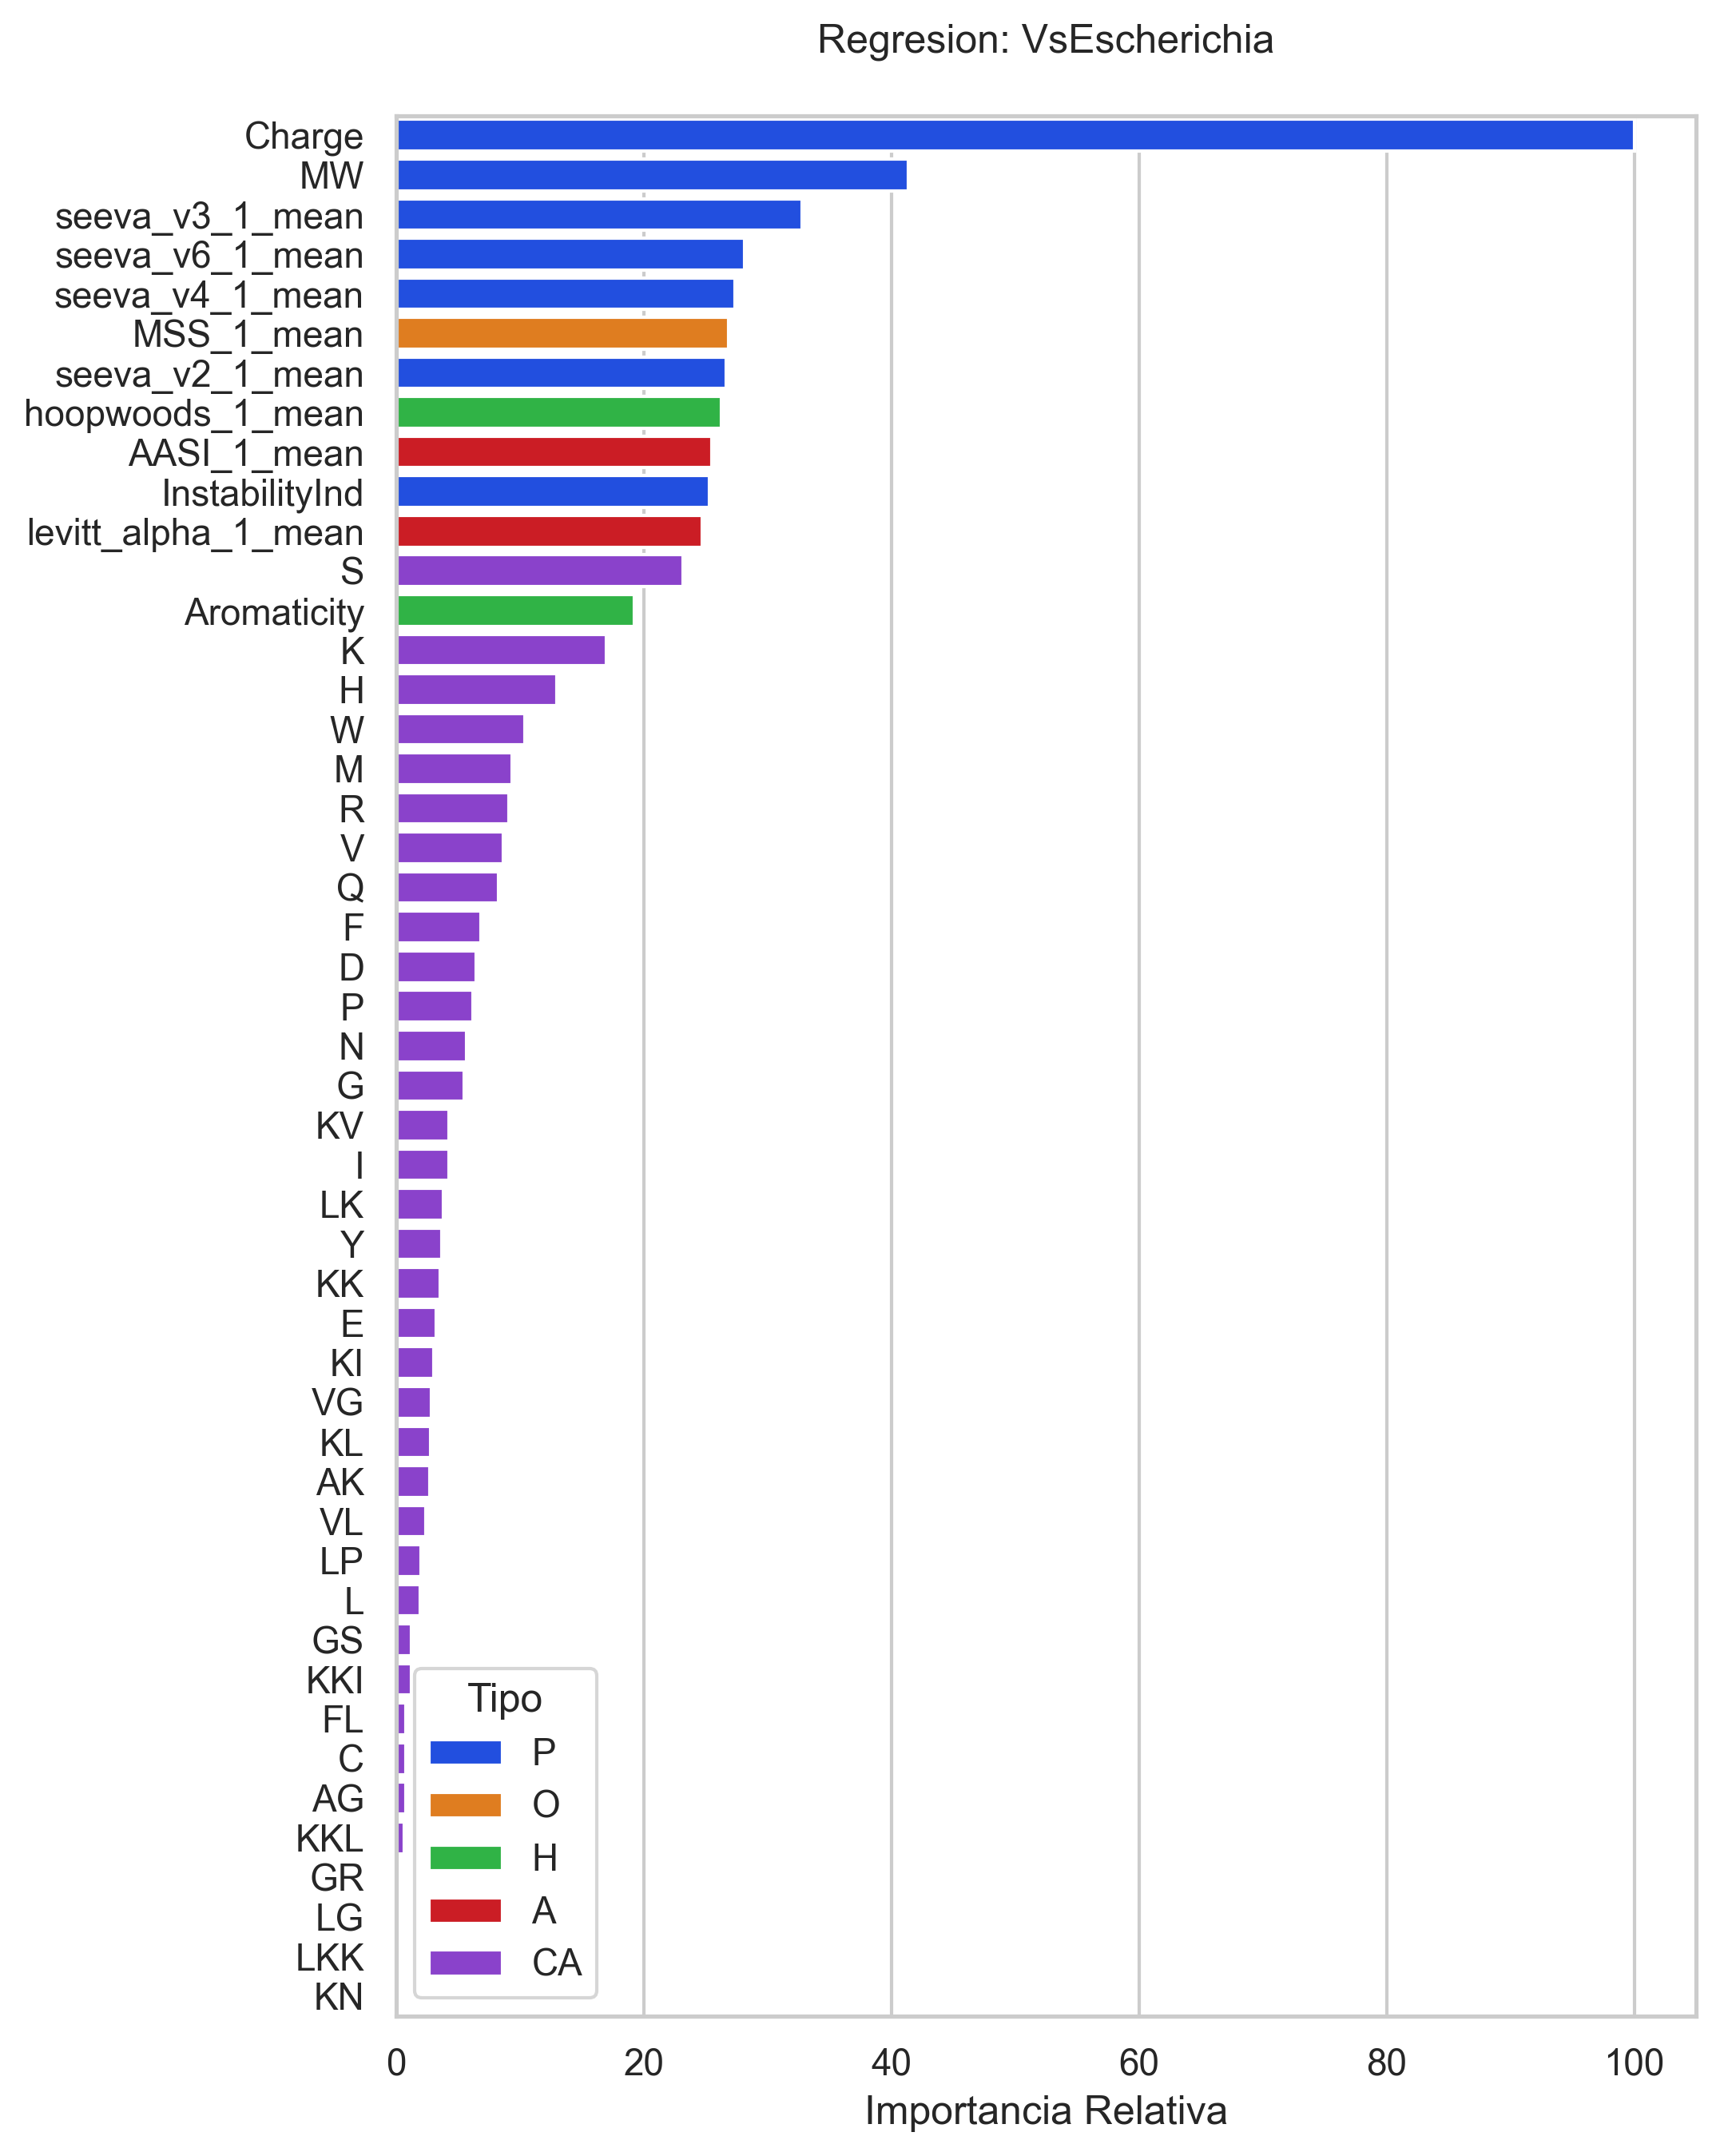 Regresion: VsEscherichia
Charge
MW
seeva_v3_1_mean
seeva_v6_1_mean
seeva_v4_1_mean
MSS_1_mean
seeva_v2_1_mean
hoopwoods_1_mean
AASI_1_mean
InstabilityInd
levitt_alpha_1_mean
S
Aromaticity
K
H
W
M
R
V
Q
F
D
P
N
G
KV
I
LK
Y
KK
E
KI
VG
KL
AK
VL
LP
L
GS
KKI
FL
C
AG
KKL
GR
LG
LKK
KN
Tipo
P
O
H
A
CA
0 20 40 60 80 100
Importancia Relativa